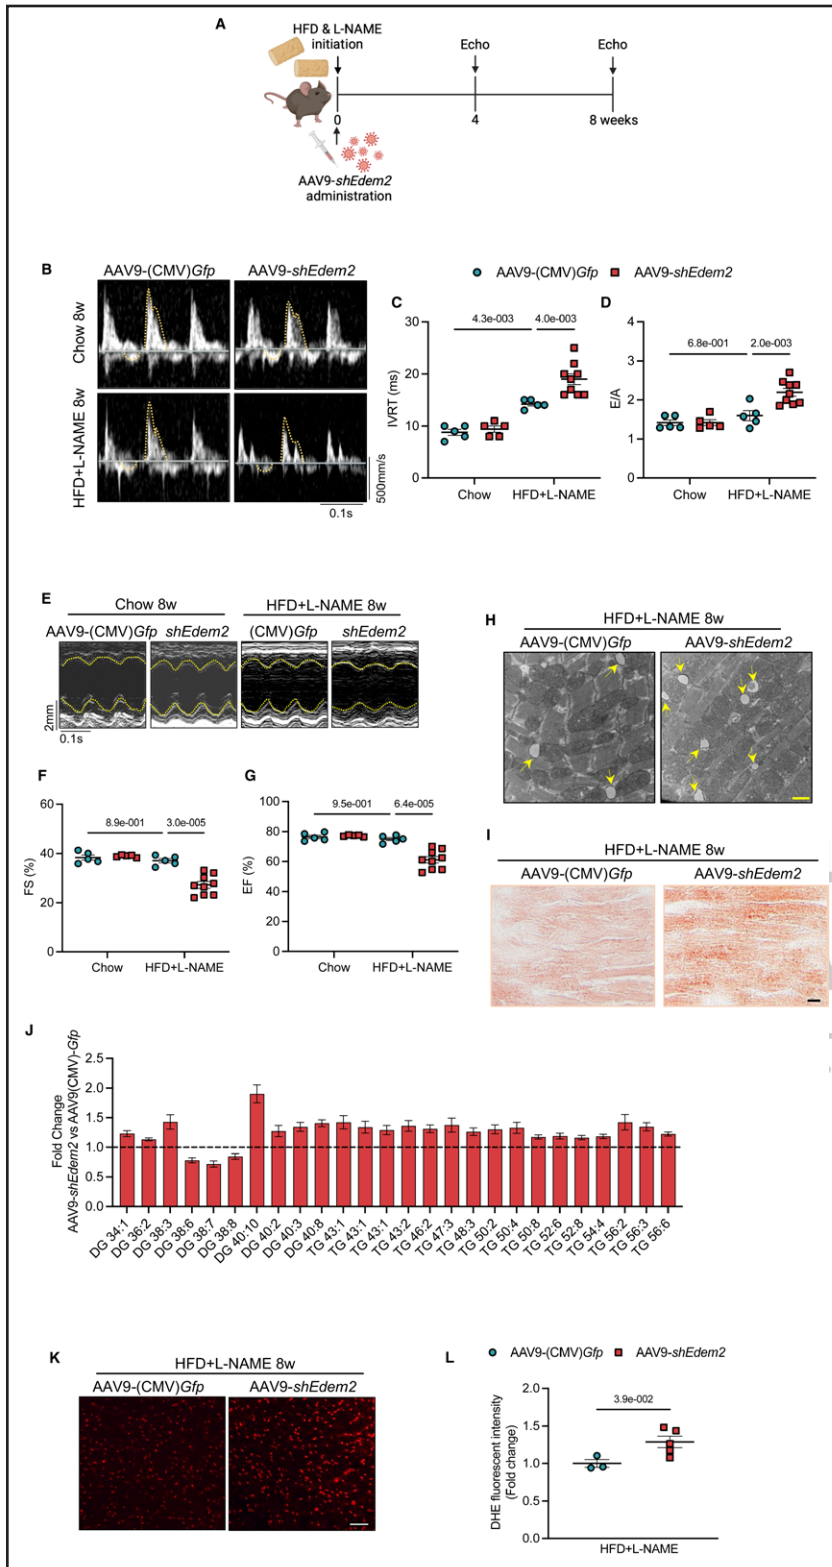 A
HFD & L-NAME
initiation
Echo
Echo
0
4
8 weeks
AAV9-shEdem2
administration
B
AAV9-(CMV)Gfp
AAV9-shEdem2
Chow 8w
HFD+L-NAME 8w
500mm/s
0.1s
AAV9-(CMV)Gfp
AAV9-shEdem2
C
4.3e-003
4.0e-003
30
20
10
0
IVRT (ms)
Chow
HFD+L-NAME
D
6.8e-001
2.0e-003
4
3
2
1
0
E/A
Chow
HFD+L-NAME
E
Chow 8w
HFD+L-NAME 8w
AAV9-(CMV)Gfp
shEdem2
(CMV)Gfp
shEdem2
2mm
0.1s
F
8.9e-001
3.0e-005
60
40
20
0
FS (%)
Chow
HFD+L-NAME
G
9.5e-001
6.4e-005
100
80
60
40
20
0
EF (%)
Chow
HFD+L-NAME
H
HFD+L-NAME 8w
AAV9-(CMV)Gfp
AAV9-shEdem2
I
HFD+L-NAME 8w
AAV9-(CMV)Gfp
AAV9-shEdem2
J
Fold Change
AAV9-shEdem2 vs AAV9(CMV)-Gfp
2.5
2.0
1.5
1.0
0.5
0.0
DG 34:1
DG 36:2
DG 38:3
DG 38:6
DG 38:7
DG 38:8
DG 40:10
DG 40:2
DG 40:3
DG 40:8
TG 43:1
TG 43:1
TG 43:1
TG 43:2
TG 46:2
TG 47:3
TG 48:3
TG 50:2
TG 50:4
TG 50:8
TG 52:6
TG 52:8
TG 54:4
TG 56:2
TG 56:3
TG 56:6
K
HFD+L-NAME 8w
AAV9-(CMV)Gfp
AAV9-shEdem2
L
AAV9-(CMV)Gfp
AAV9-shEdem2
3.9e-002
2.0
1.5
1.0
0.5
0.0
DHE fluorescent intensity
(Fold change)
HFD+L-NAME